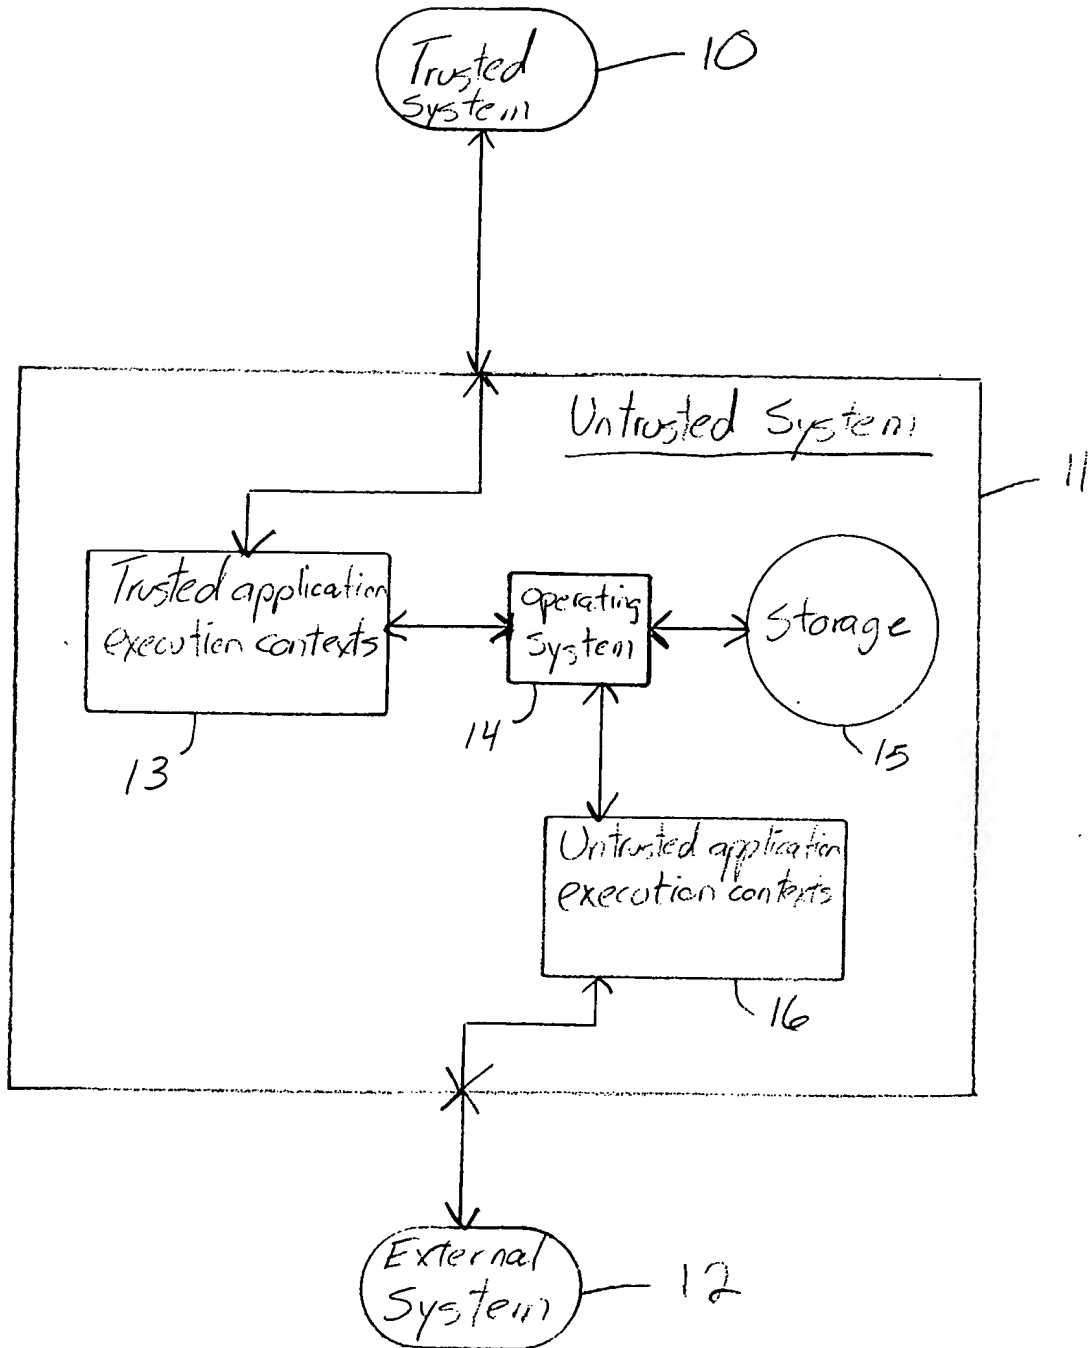 Trusted
system
10
Untrusted System
11
Trusted application
execution contexts
13
Operating
System
14
Storage
15
Untrusted application
execution contexts
16
External
System
12